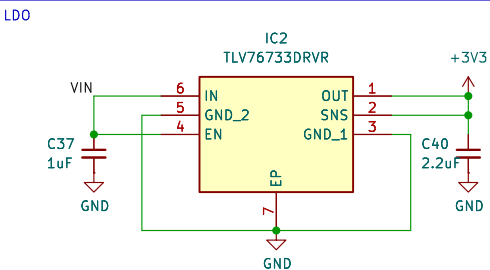 LDO
IC2
TLV76733DRVR
+3V3
VIN
6 IN OUT 1
5 GND_2 SNS 2
4 EN GND_1 3
C37
1uF
C40
2.2uF
EP
7
GND
GND
GND